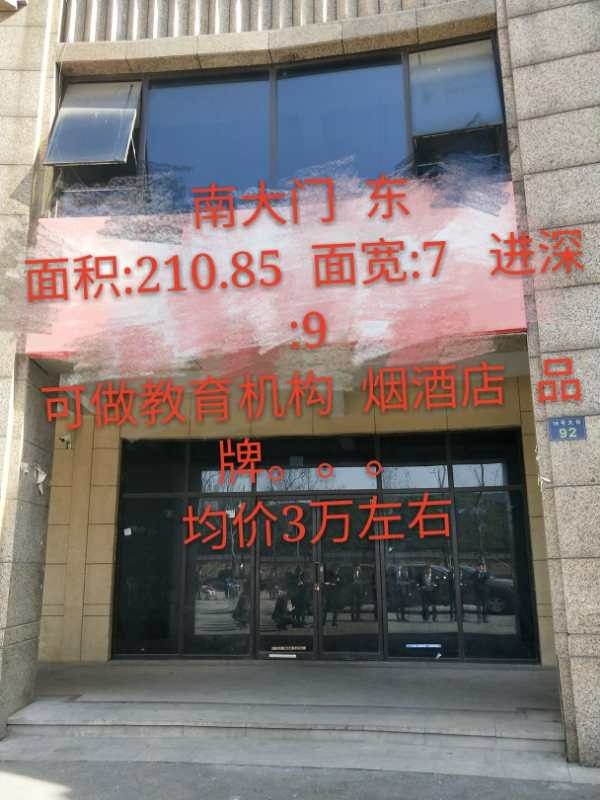 南大门 东
面积:210.85 面宽:7 进深
:9
可做教育机构 烟酒店 品
牌。。。
均价3万左右
92